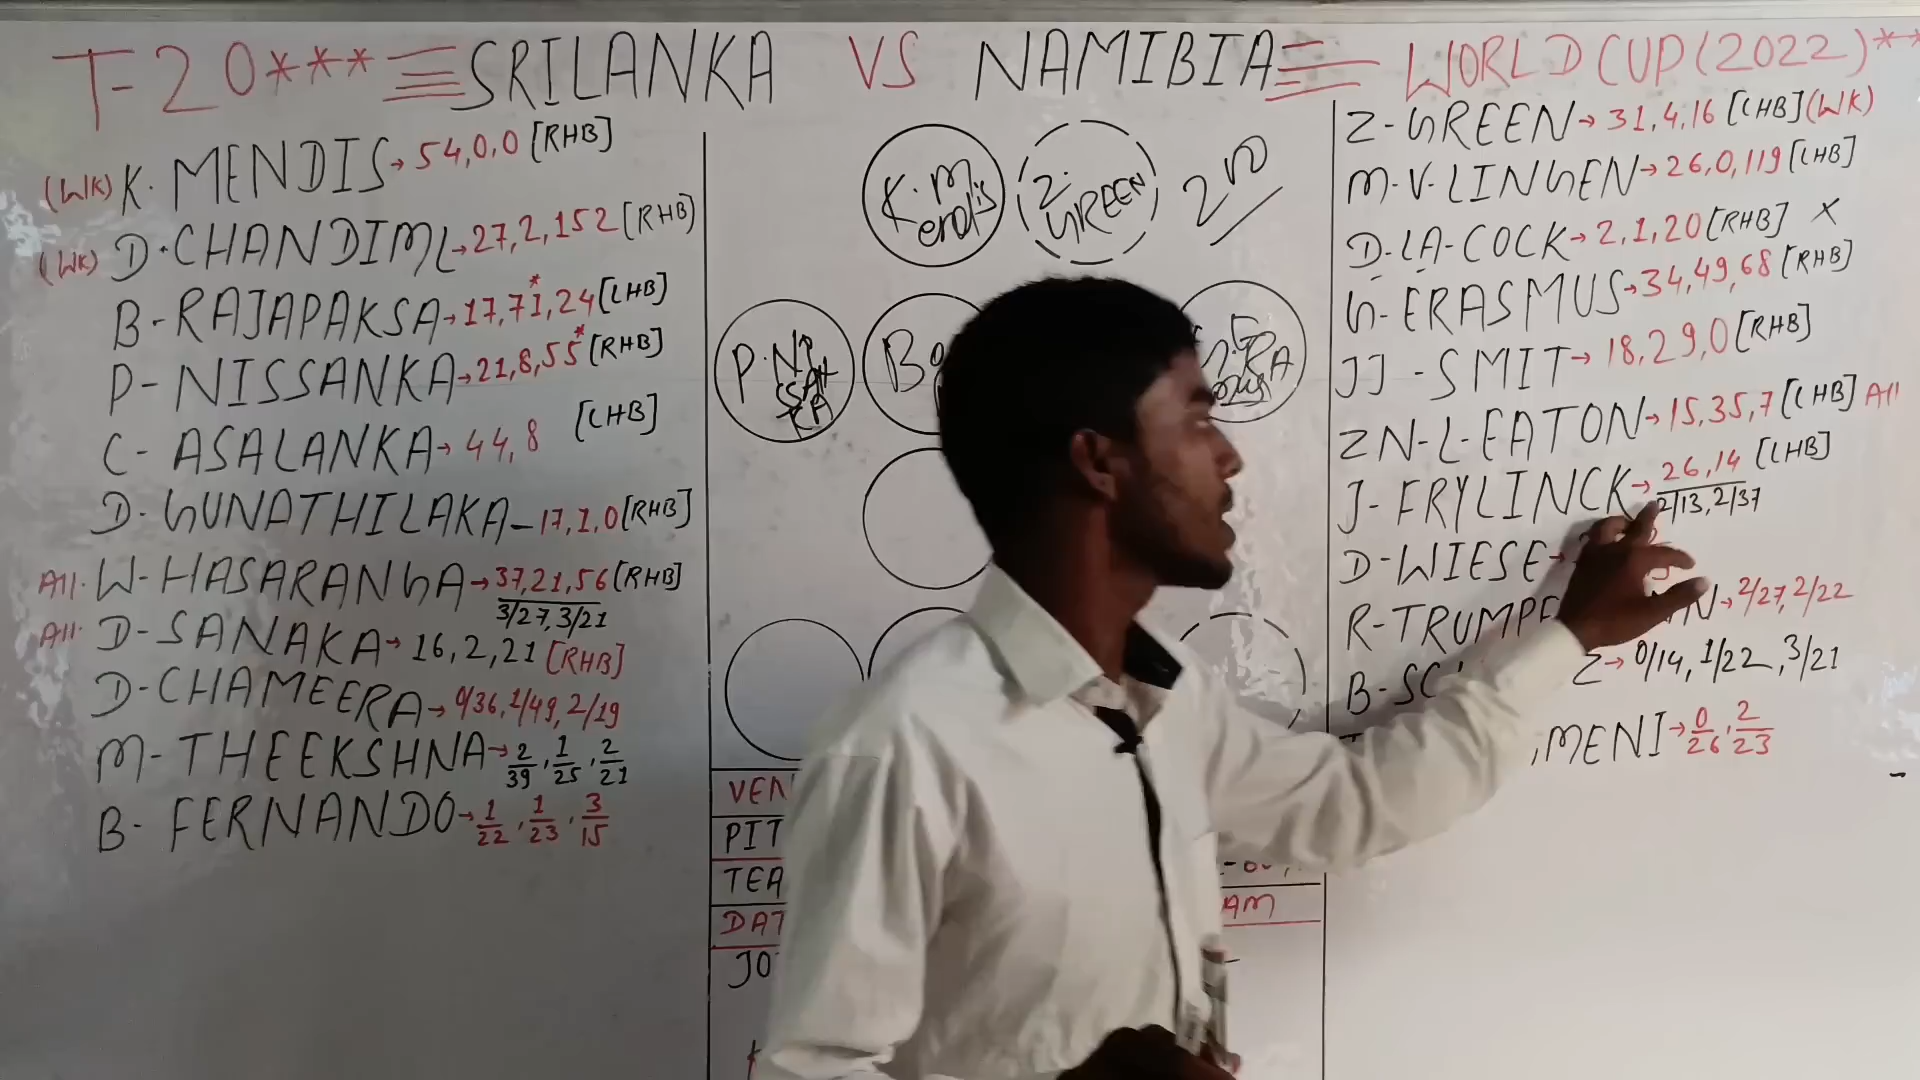 T-20*** SRILANKA VS NAMIBIA WORLD CUP (2022)**
(WK) K. MENDIS→54,0,0 [RHB]
(WK) D. CHANDIML→27,2,152 [RHB]
B-RAJAPAKSA→17,71*,24 [LHB]
P-NISSANKA→21,8,55* [RHB]
C-ASALANKA→44,8 [LHB]
D-GUNATHILAKA-17,1,0 [RHB]
All. W-HASARANGA→37,21,56 [RHB]
3/27, 3/21
All. D-SANAKA→16,2,21 [RHB]
D-CHAMEERA→0/36, 1/49, 2/19
M-THEEKSHNA→2/39, 1/25, 2/21
B-FERNANDO→1/22, 1/23, 3/15
K.Mendis
Z.GREEN
2ND
P.NISSANKA
VEN
PIT
TEA
DAT
AM
JO
Z-GREEN→31,4,16 [LHB] (WK)
M.V.LINGEN→26,0,119 [LHB]
D-LA-COCK→2,1,20 [RHB] X
G-ERASMUS→34,49,68 [RHB]
JJ-SMIT→18,29,0 [RHB]
ZN-L-EATON→15,35,7 [LHB] All
J-FRYLINCK→26,14 [LHB]
2/13, 2/37
D-WIESE→
R-TRUMPE N→2/27, 2/22
B-SC Z→0/14, 1/22, 3/21
MENI→0/26, 2/23